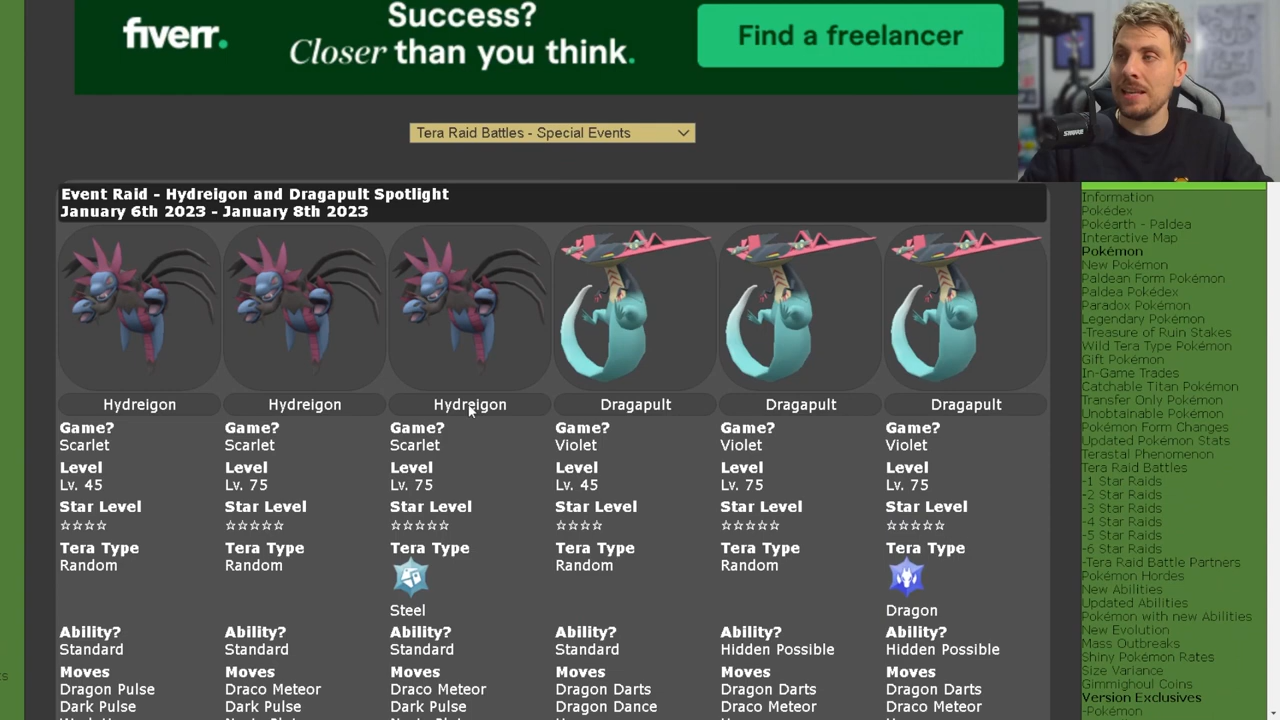 fiverr.
Success?
Closer than you think.
Find a freelancer
Tera Raid Battles - Special Events
Event Raid - Hydreigon and Dragapult Spotlight
January 6th 2023 - January 8th 2023
Hydreigon Hydreigon Hydreigon Dragapult Dragapult Dragapult
Game? Game? Game? Game? Game? Game?
Scarlet Scarlet Scarlet Violet Violet Violet
Level Level Level Level Level Level
Lv. 45 Lv. 75 Lv. 75 Lv. 45 Lv. 75 Lv. 75
Star Level Star Level Star Level Star Level Star Level Star Level
☆☆☆☆ ☆☆☆☆☆ ☆☆☆☆☆ ☆☆☆☆ ☆☆☆☆☆ ☆☆☆☆☆
Tera Type Tera Type Tera Type Tera Type Tera Type Tera Type
Random Random Random Random
Steel Dragon
Ability? Ability? Ability? Ability? Ability? Ability?
Standard Standard Standard Standard Hidden Possible Hidden Possible
Moves Moves Moves Moves Moves Moves
Dragon Pulse Draco Meteor Draco Meteor Dragon Darts Dragon Darts Dragon Darts
Dark Pulse Dark Pulse Dark Pulse Dragon Dance Draco Meteor Draco Meteor
SHURE
Information
Pokédex
Pokéarth - Paldea
Interactive Map
Pokémon
New Pokémon
Paldean Form Pokémon
Paldea Pokédex
Paradox Pokémon
Legendary Pokémon
-Treasure of Ruin Stakes
Wild Tera Type Pokémon
Gift Pokémon
In-Game Trades
Catchable Titan Pokémon
Transfer Only Pokémon
Unobtainable Pokémon
Pokémon Form Changes
Updated Pokémon Stats
Terastal Phenomenon
Tera Raid Battles
-1 Star Raids
-2 Star Raids
-3 Star Raids
-4 Star Raids
-5 Star Raids
-6 Star Raids
-Tera Raid Battle Partners
Pokémon Hordes
New Abilities
Updated Abilities
Pokémon with new Abilities
New Evolution
Mass Outbreaks
Shiny Pokémon Rates
Size Variance
Gimmighoul Coins
Version Exclusives
-Pokémon